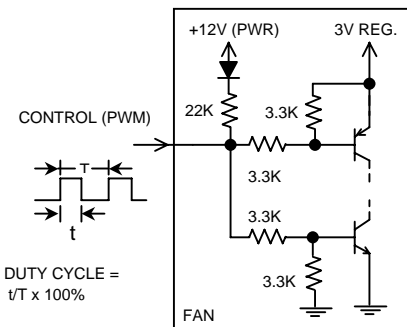 +12V (PWR)
3V REG.
22K
3.3K
CONTROL (PWM)
T
3.3K
t
3.3K
3.3K
DUTY CYCLE =
t/T x 100%
FAN